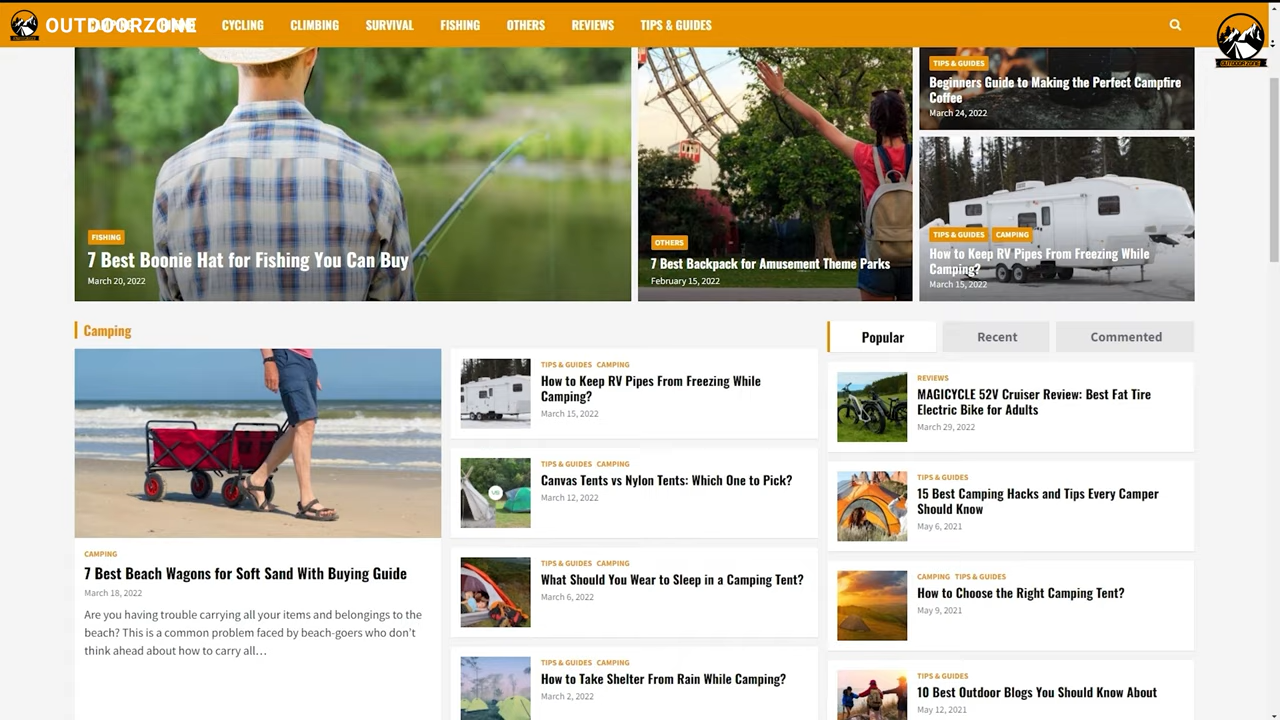 OUTDOORZONE
CYCLING
CLIMBING
SURVIVAL
FISHING
OTHERS
REVIEWS
TIPS & GUIDES
OUTDOORZONE
FISHING
7 Best Boonie Hat for Fishing You Can Buy
March 20, 2022
OTHERS
7 Best Backpack for Amusement Theme Parks
February 15, 2022
TIPS & GUIDES
Beginners Guide to Making the Perfect Campfire
Coffee
March 24, 2022
TIPS & GUIDES CAMPING
How to Keep RV Pipes From Freezing While
Camping?
March 15, 2022
Camping
CAMPING
7 Best Beach Wagons for Soft Sand With Buying Guide
March 18, 2022
Are you having trouble carrying all your items and belongings to the
beach? This is a common problem faced by beach-goers who don't
think ahead about how to carry all…
TIPS & GUIDES CAMPING
How to Keep RV Pipes From Freezing While
Camping?
March 15, 2022
TIPS & GUIDES CAMPING
Canvas Tents vs Nylon Tents: Which One to Pick?
March 12, 2022
VS
TIPS & GUIDES CAMPING
What Should You Wear to Sleep in a Camping Tent?
March 6, 2022
TIPS & GUIDES CAMPING
How to Take Shelter From Rain While Camping?
March 2, 2022
Popular
Recent
Commented
REVIEWS
MAGICYCLE 52V Cruiser Review: Best Fat Tire
Electric Bike for Adults
March 29, 2022
TIPS & GUIDES
15 Best Camping Hacks and Tips Every Camper
Should Know
May 6, 2021
CAMPING TIPS & GUIDES
How to Choose the Right Camping Tent?
May 9, 2021
TIPS & GUIDES
10 Best Outdoor Blogs You Should Know About
May 12, 2021